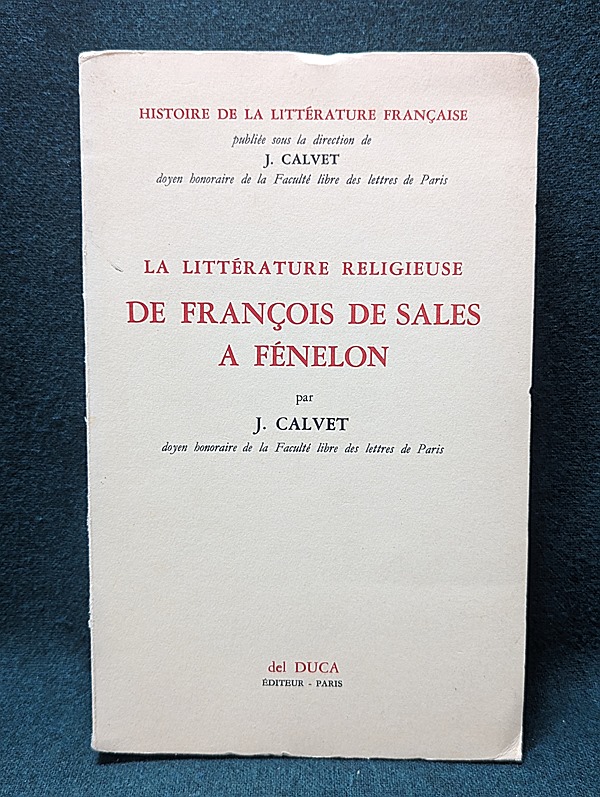 HISTOIRE DE LA LITTÉRATURE FRANÇAISE
publiée sous la direction de
J. CALVET
doyen honoraire de la Faculté libre des lettres de Paris
LA LITTÉRATURE RELIGIEUSE
DE FRANÇOIS DE SALES
A FÉNELON
par
J. CALVET
doyen honoraire de la Faculté libre des lettres de Paris
del DUCA
ÉDITEUR - PARIS